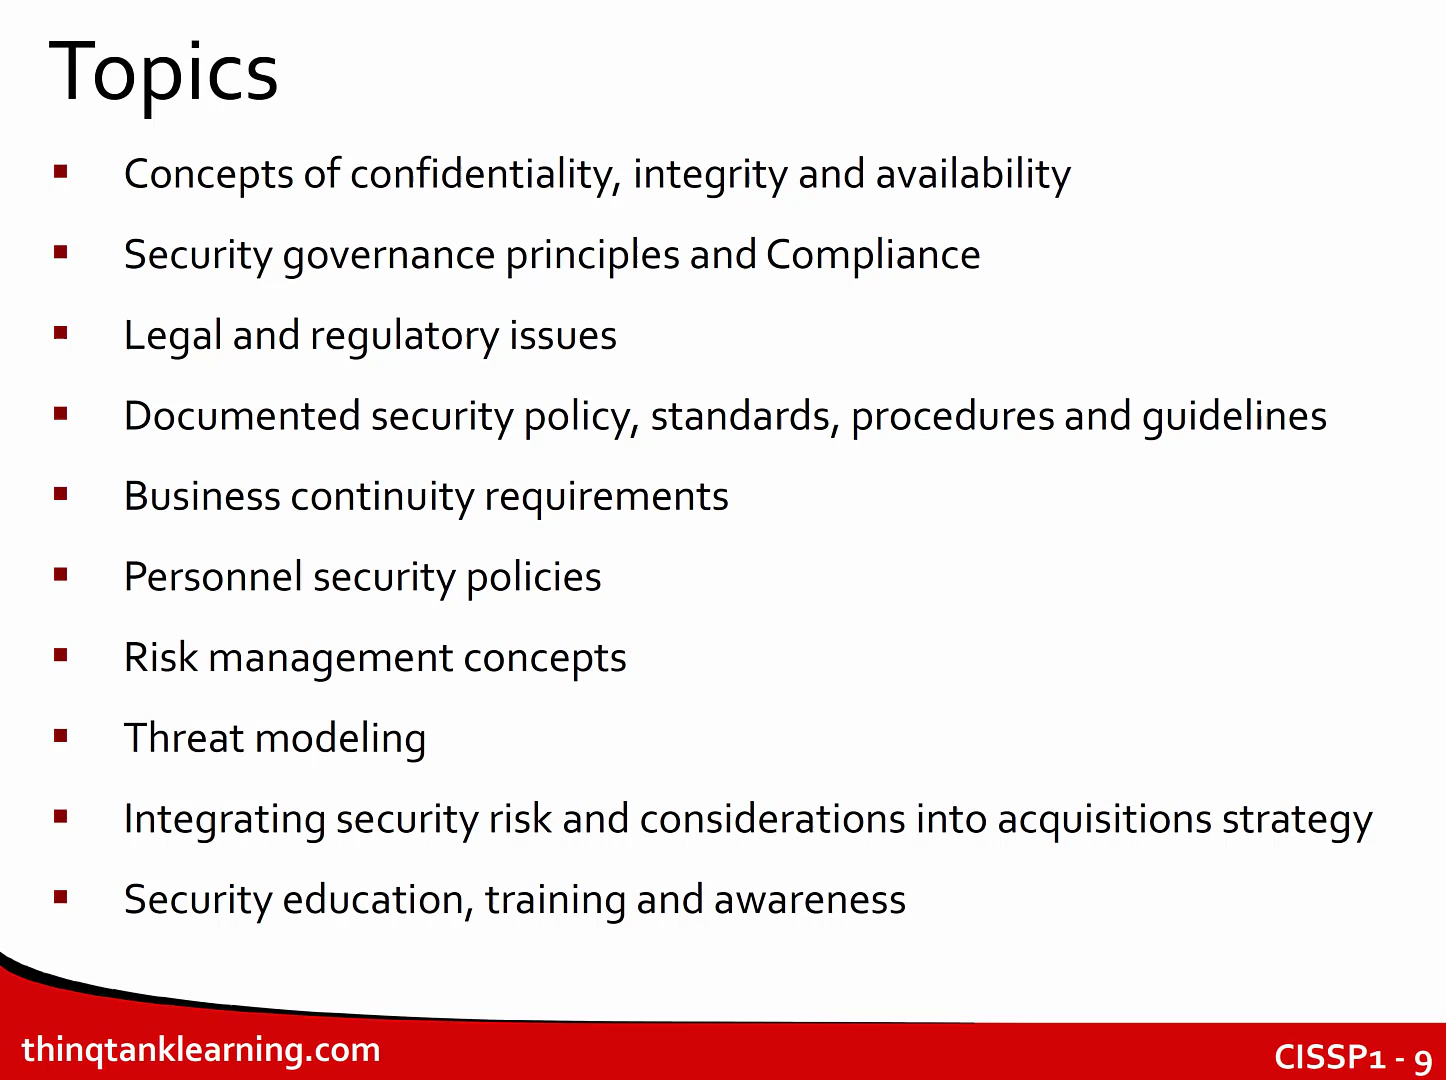 Topics
Concepts of confidentiality, integrity and availability
Security governance principles and Compliance
Legal and regulatory issues
Documented security policy, standards, procedures and guidelines
Business continuity requirements
Personnel security policies
Risk management concepts
Threat modeling
Integrating security risk and considerations into acquisitions strategy
Security education, training and awareness
thinqtanklearning.com
CISSP1 - 9